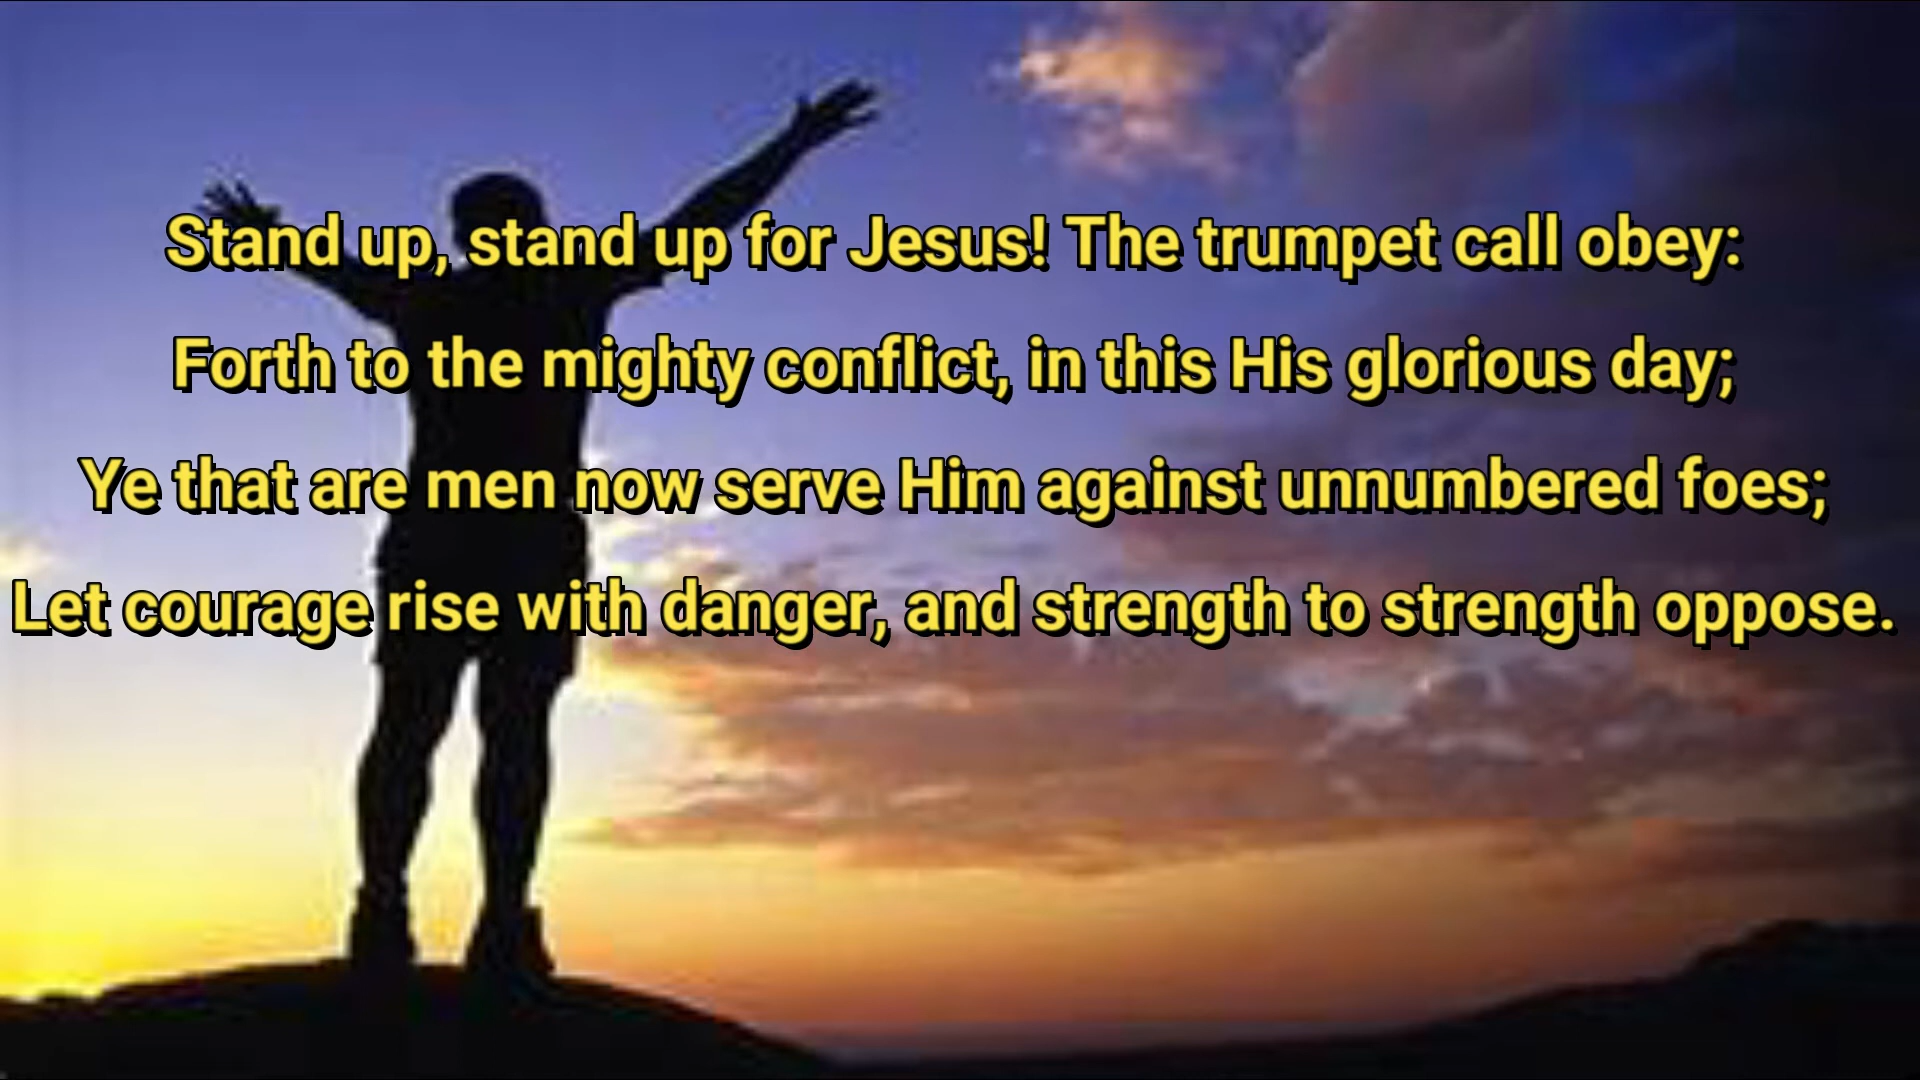 Stand up, stand up for Jesus! The trumpet call obey:
Forth to the mighty conflict, in this His glorious day;
Ye that are men now serve Him against unnumbered foes;
Let courage rise with danger, and strength to strength oppose.